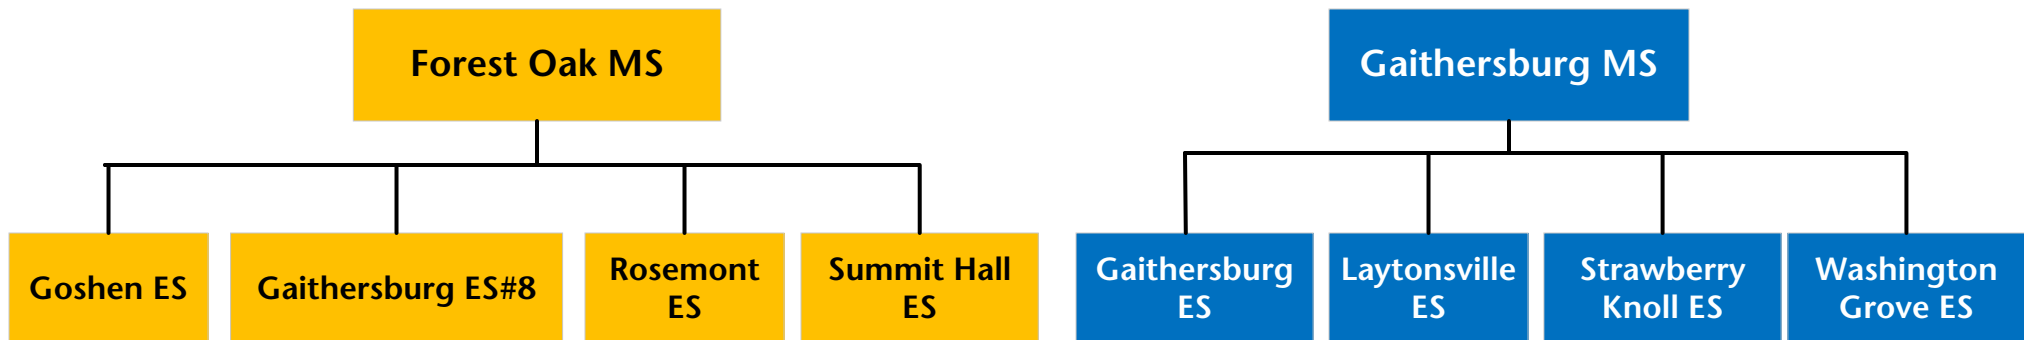 Forest Oak MS
Gaithersburg MS
Goshen ES
Gaithersburg ES#8
Rosemont
ES
Summit Hall
ES
Gaithersburg
ES
Laytonsville
ES
Strawberry
Knoll ES
Washington
Grove ES